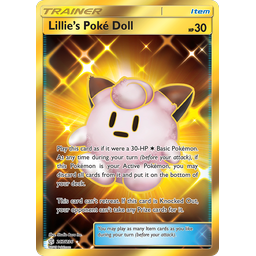 TRAINER Item
Lillie's Poké Doll HP30
Play this card as if it were a 30-HP Basic Pokémon.
At any time during your turn (before your attack), if
this Pokémon is your Active Pokémon, you may
discard all cards from it and put it on the bottom of
your deck.
This card can't retreat. If this card is Knocked Out,
your opponent can't take any Prize cards for it.
You may play as many Item cards as you like
during your turn (before your attack).